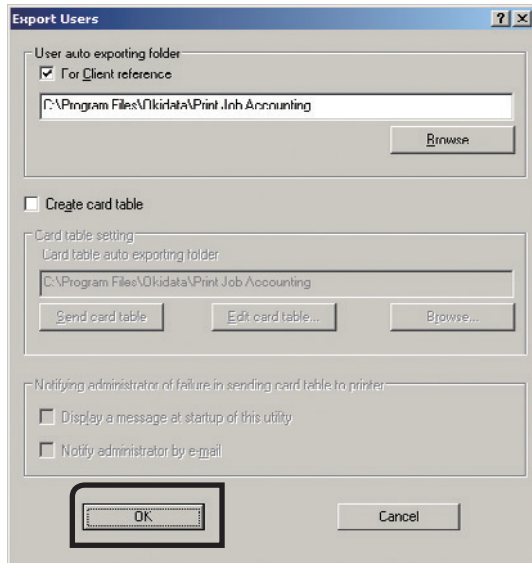 Export Users
User auto exporting folder
For Client reference
C:\Program Files\Okidata\Print Job Accounting
Browse
Create card table
Card table setting
Card table auto exporting folder
C:\Program Files\Okidata\Print Job Accounting
Send card table Edit card table... Browse...
Notifying administrator of failure in sending card table to printer
Display a message at startup of this utility
Notify administrator by e-mail
OK Cancel